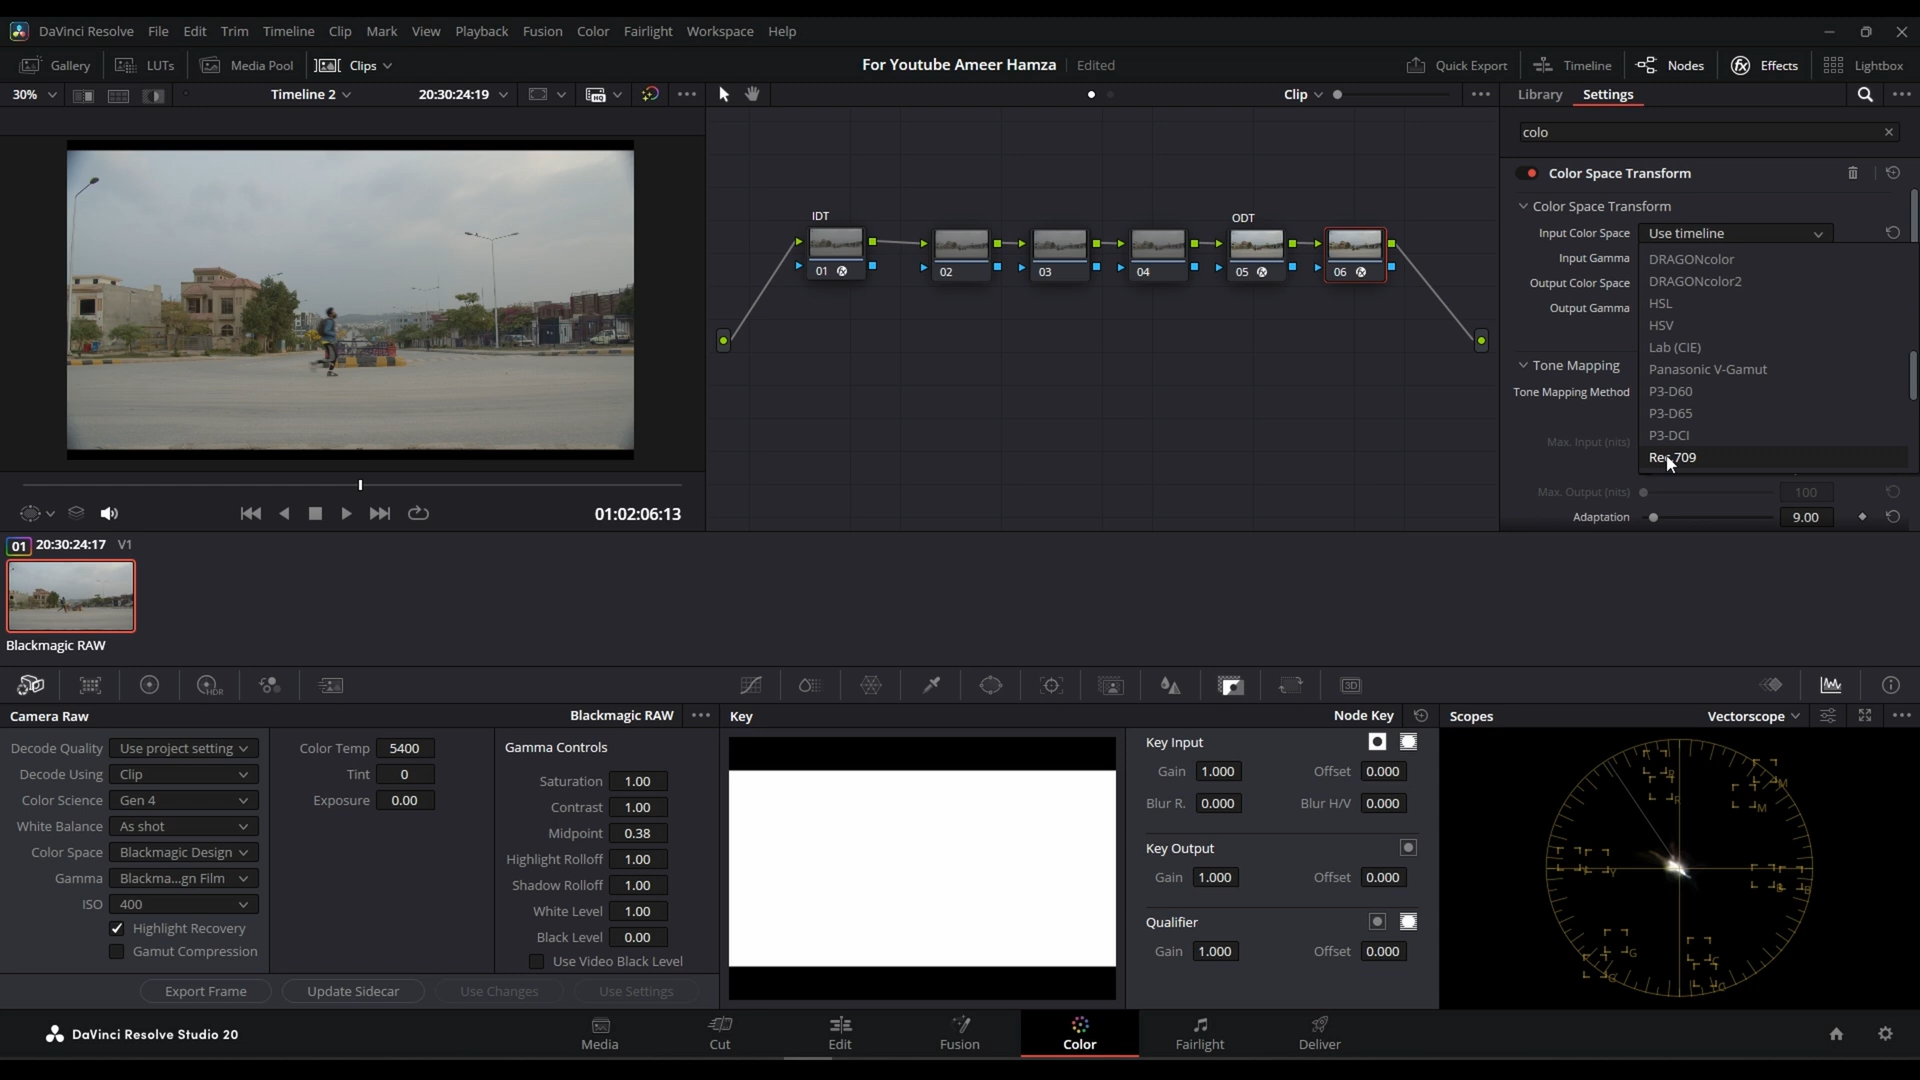 DaVinci Resolve File Edit Trim Timeline Clip Mark View Playback Fusion Color Fairlight Workspace Help
Gallery LUTs Media Pool Clips For Youtube Ameer Hamza Edited Quick Export Timeline Nodes Effects Lightbox
30% Timeline 2 20:30:24:19 Clip Library Settings
colo
Color Space Transform
Color Space Transform
Input Color Space Use timeline
Input Gamma DRAGONcolor
Output Color Space DRAGONcolor2
Output Gamma HSL
HSV
Lab (CIE)
Tone Mapping Panasonic V-Gamut
Tone Mapping Method P3-D60
P3-D65
Max. Input (nits) P3-DCI
Rec.709
Max. Output (nits) 100
Adaptation 9.00
IDT ODT
01 02 03 04 05 06
01:02:06:13
01 20:30:24:17 V1
Blackmagic RAW
HDR 3D
Camera Raw Blackmagic RAW Key Node Key Scopes Vectorscope
Decode Quality Use project setting
Decode Using Clip
Color Science Gen 4
White Balance As shot
Color Space Blackmagic Design
Gamma Blackma...gn Film
ISO 400
Highlight Recovery
Gamut Compression
Color Temp 5400
Tint 0
Exposure 0.00
Gamma Controls
Saturation 1.00
Contrast 1.00
Midpoint 0.38
Highlight Rolloff 1.00
Shadow Rolloff 1.00
White Level 1.00
Black Level 0.00
Use Video Black Level
Export Frame Update Sidecar Use Changes Use Settings
Key Input
Gain 1.000 Offset 0.000
Blur R. 0.000 Blur H/V 0.000
Key Output
Gain 1.000 Offset 0.000
Qualifier
Gain 1.000 Offset 0.000
DaVinci Resolve Studio 20
Media Cut Edit Fusion Color Fairlight Deliver